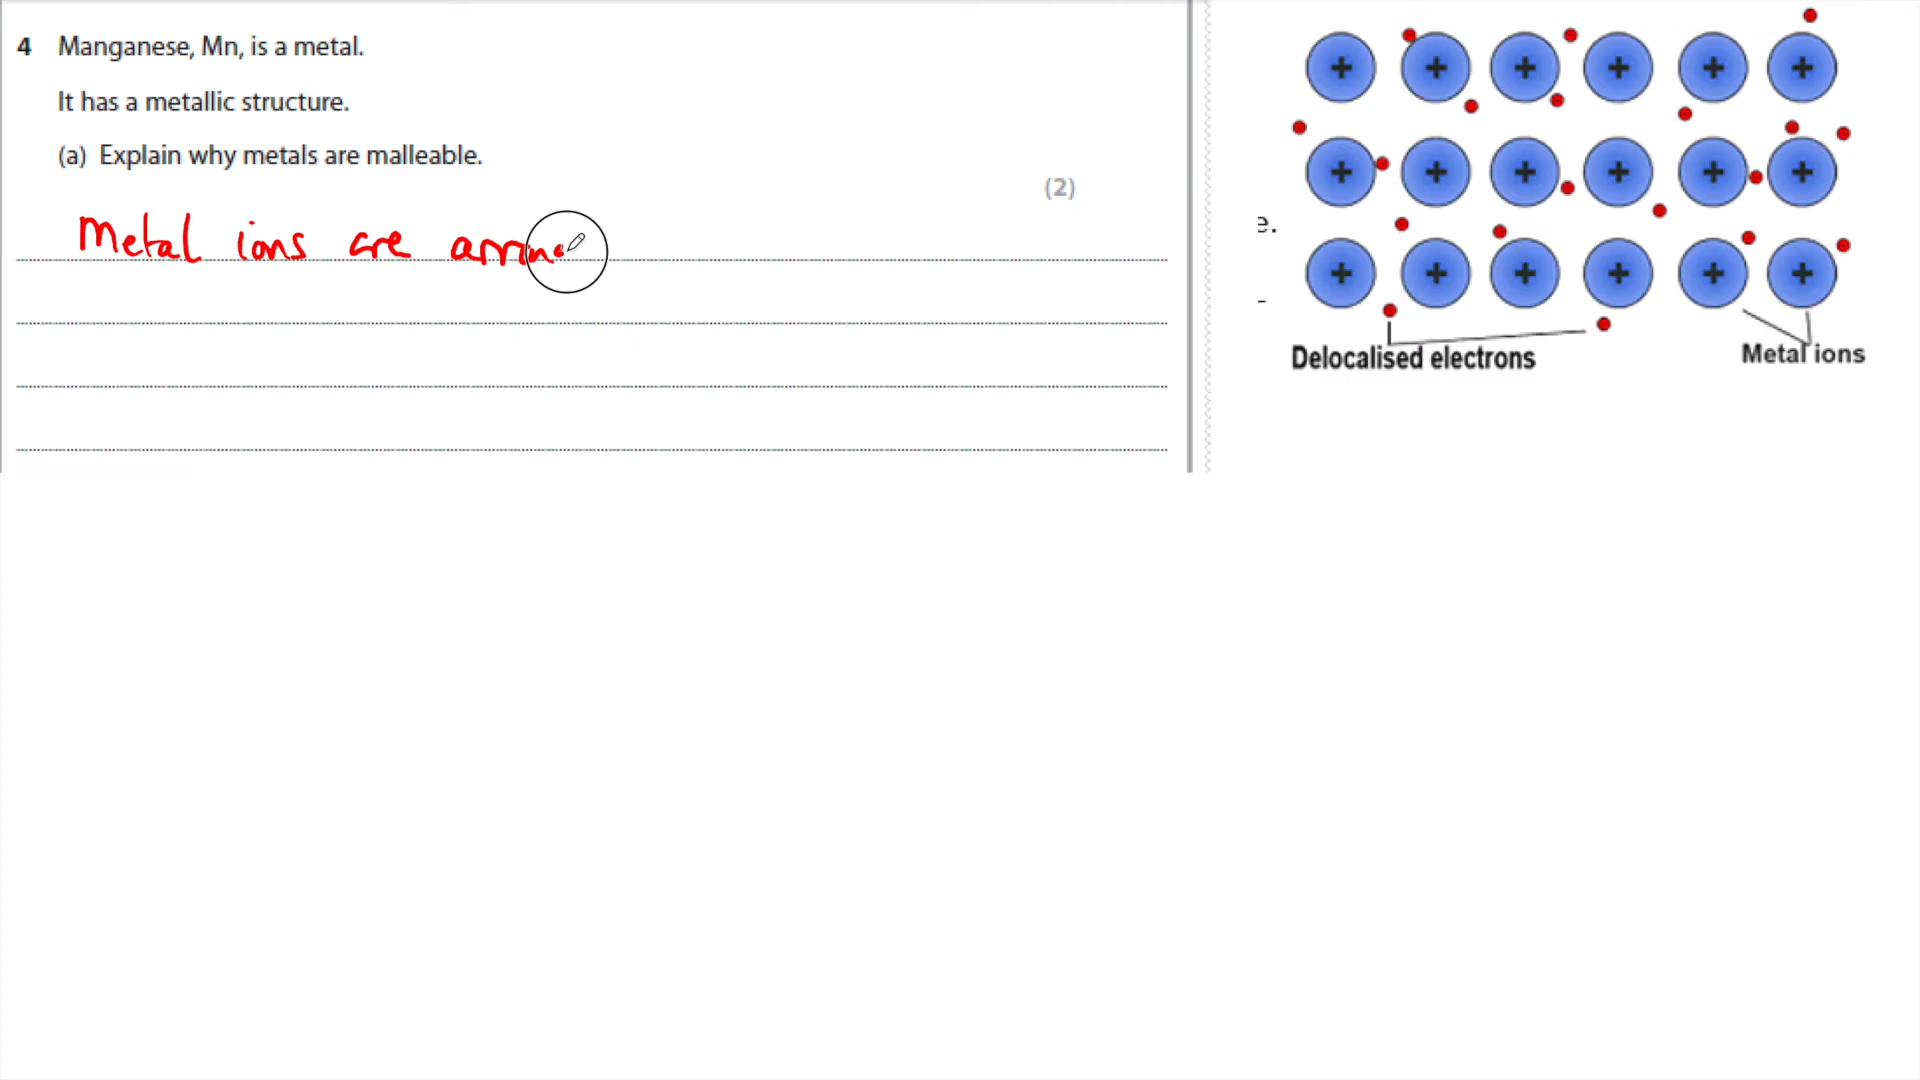 4 Manganese, Mn, is a metal.
It has a metallic structure.
(a) Explain why metals are malleable.
(2)
Metal ions are
e.
-
Delocalised electrons
Metal ions
+ + + + + +
+ + + + + +
+ + + + + +